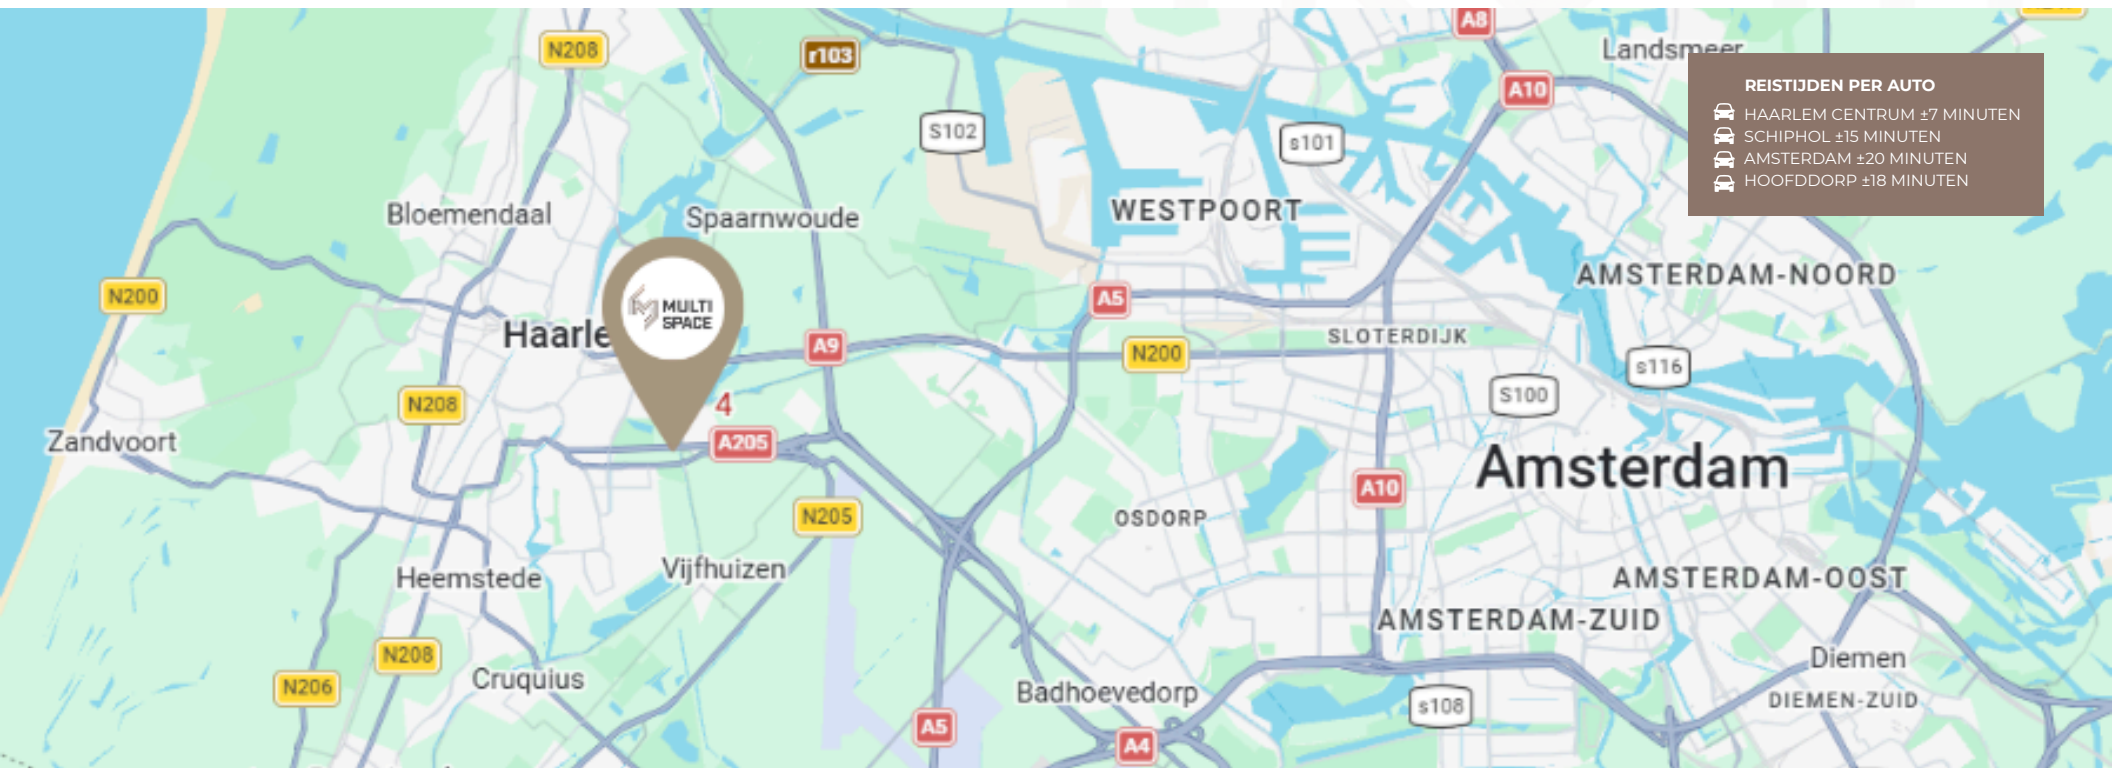 A8
Landsmeer
N208
r103
REISTIJDEN PER AUTO
A10
HAARLEM CENTRUM ±7 MINUTEN
S102
s101
SCHIPHOL ±15 MINUTEN
AMSTERDAM ±20 MINUTEN
HOOFDDORP ±18 MINUTEN
Bloemendaal
Spaarnwoude
WESTPOORT
AMSTERDAM-NOORD
N200
A5
MULTI
SPACE
Haarle
A9
N200
SLOTERDIJK
s116
S100
N208
4
Zandvoort
A205
Amsterdam
A10
N205
OSDORP
Vijfhuizen
Heemstede
AMSTERDAM-OOST
AMSTERDAM-ZUID
N208
Diemen
Cruquius
N206
Badhoevedorp
DIEMEN-ZUID
s108
A5
A4